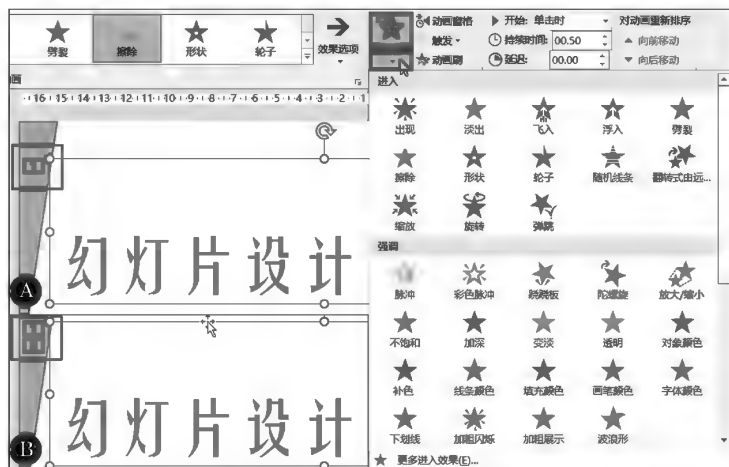 劈裂 擦除 形状 轮子 效果选项
动画窗格
触发
动画刷
开始: 单击时
持续时间: 00.50
延迟: 00.00
对动画重新排序
向前移动
向后移动
画
16 15 14 13 12 11 10 9 8 7 6 5 4 3 2 1
幻灯片设计
A
幻灯片设计
B
进入
出现 淡出 飞入 浮入 劈裂
擦除 形状 轮子 随机线条 翻转式由远...
缩放 旋转 弹跳
强调
脉冲 彩色脉冲 跷跷板 陀螺旋 放大/缩小
不饱和 加深 变淡 透明 对象颜色
补色 线条颜色 填充颜色 画笔颜色 字体颜色
下划线 加粗闪烁 加粗展示 波浪形
更多进入效果(E)...